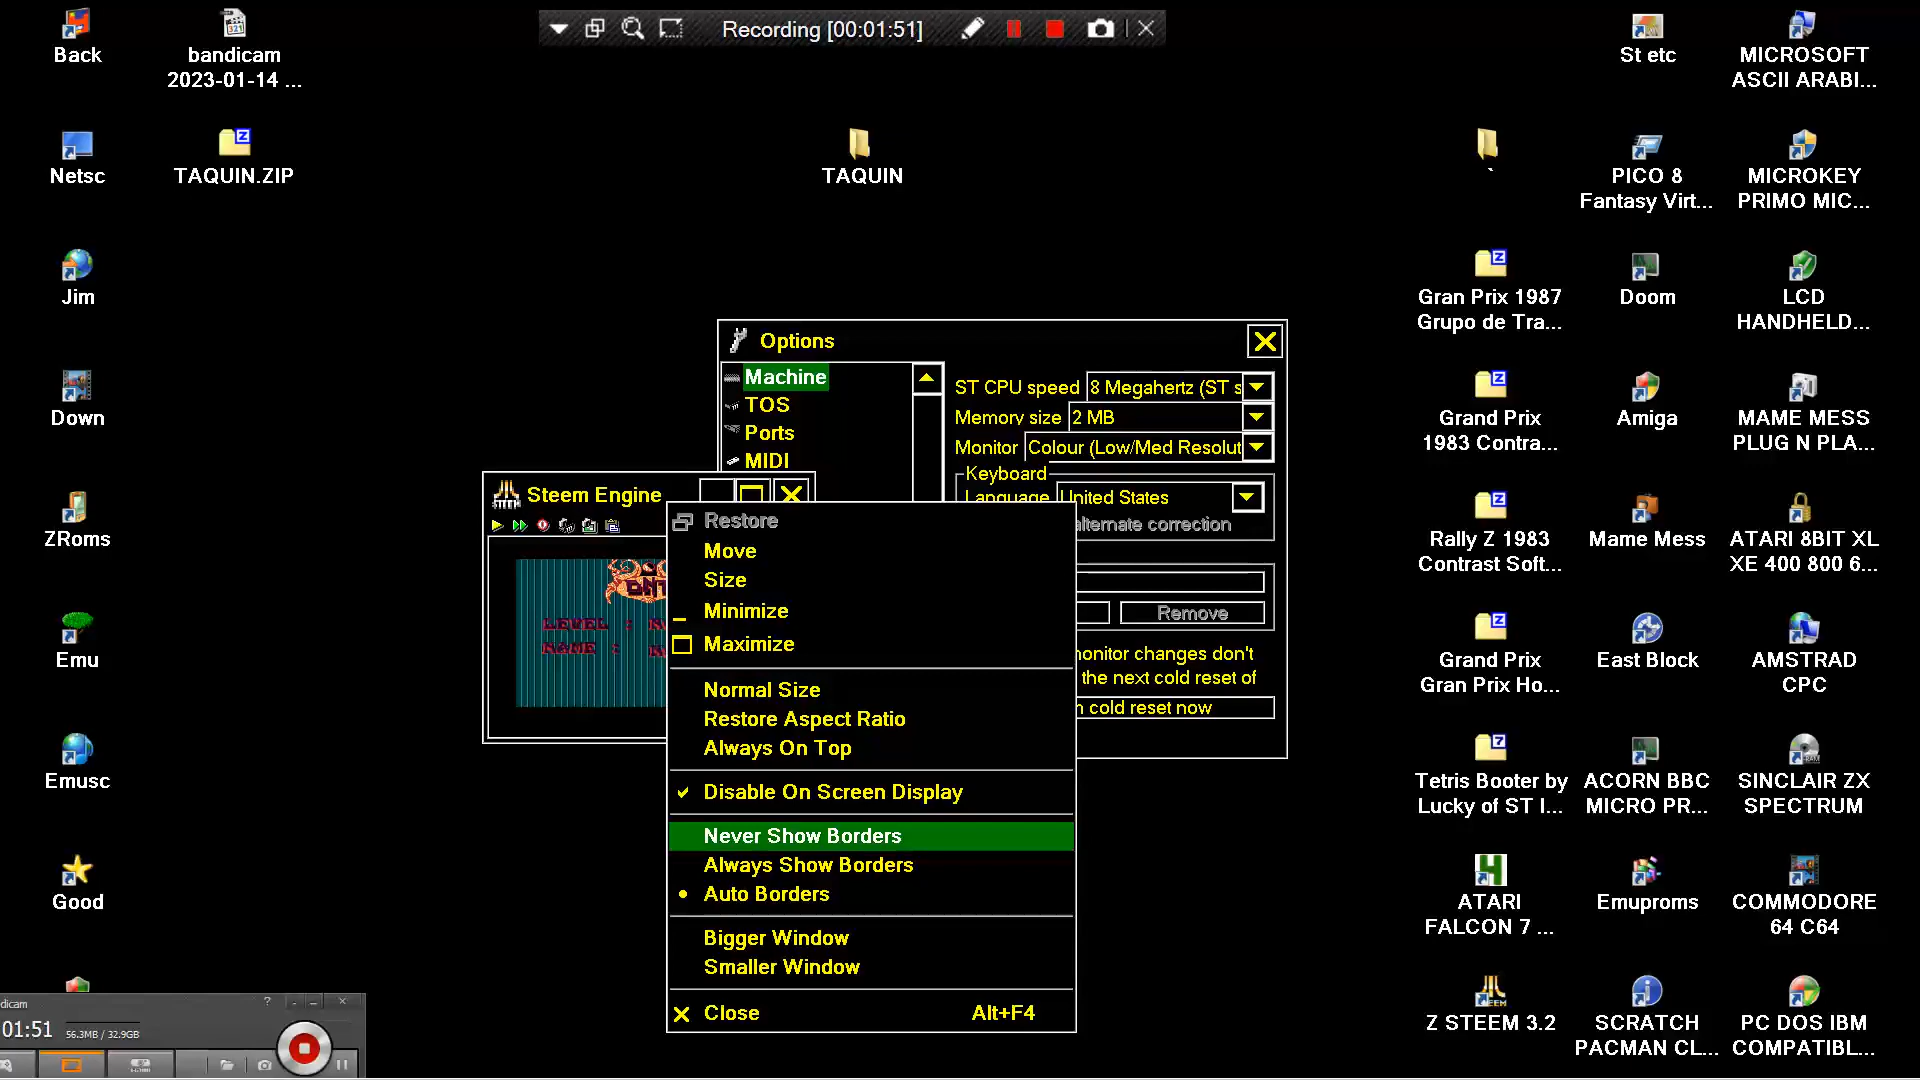 Recording [00:01:51]
Back
bandicam
2023-01-14 ...
Netsc
TAQUIN.ZIP
TAQUIN
Jim
Down
ZRoms
Emu
Emusc
Good
St etc
MICROSOFT
ASCII ARABI...
`
PICO 8
Fantasy Virt...
MICROKEY
PRIMO MIC...
Gran Prix 1987
Grupo de Tra...
Doom
LCD
HANDHELD...
Grand Prix
1983 Contra...
Amiga
MAME MESS
PLUG N PLA...
Rally Z 1983
Contrast Soft...
Mame Mess
ATARI 8BIT XL
XE 400 800 6...
Grand Prix
Gran Prix Ho...
East Block
AMSTRAD
CPC
Tetris Booter by
Lucky of ST I...
ACORN BBC
MICRO PR...
SINCLAIR ZX
SPECTRUM
ATARI
FALCON 7 ...
Emuproms
COMMODORE
64 C64
Z STEEM 3.2
SCRATCH
PACMAN CL...
PC DOS IBM
COMPATIBL...
Options
Machine
TOS
Ports
MIDI
ST CPU speed 8 Megahertz (ST s
Memory size 2 MB
Monitor Colour (Low/Med Resolut
Keyboard
Language United States
alternate correction
Remove
monitor changes don't
the next cold reset of
cold reset now
Steem Engine
LEVEL :
NAME :
Restore
Move
Size
Minimize
Maximize
Normal Size
Restore Aspect Ratio
Always On Top
Disable On Screen Display
Never Show Borders
Always Show Borders
Auto Borders
Bigger Window
Smaller Window
Close Alt+F4
dicam
01:51 56.3MB / 32.9GB